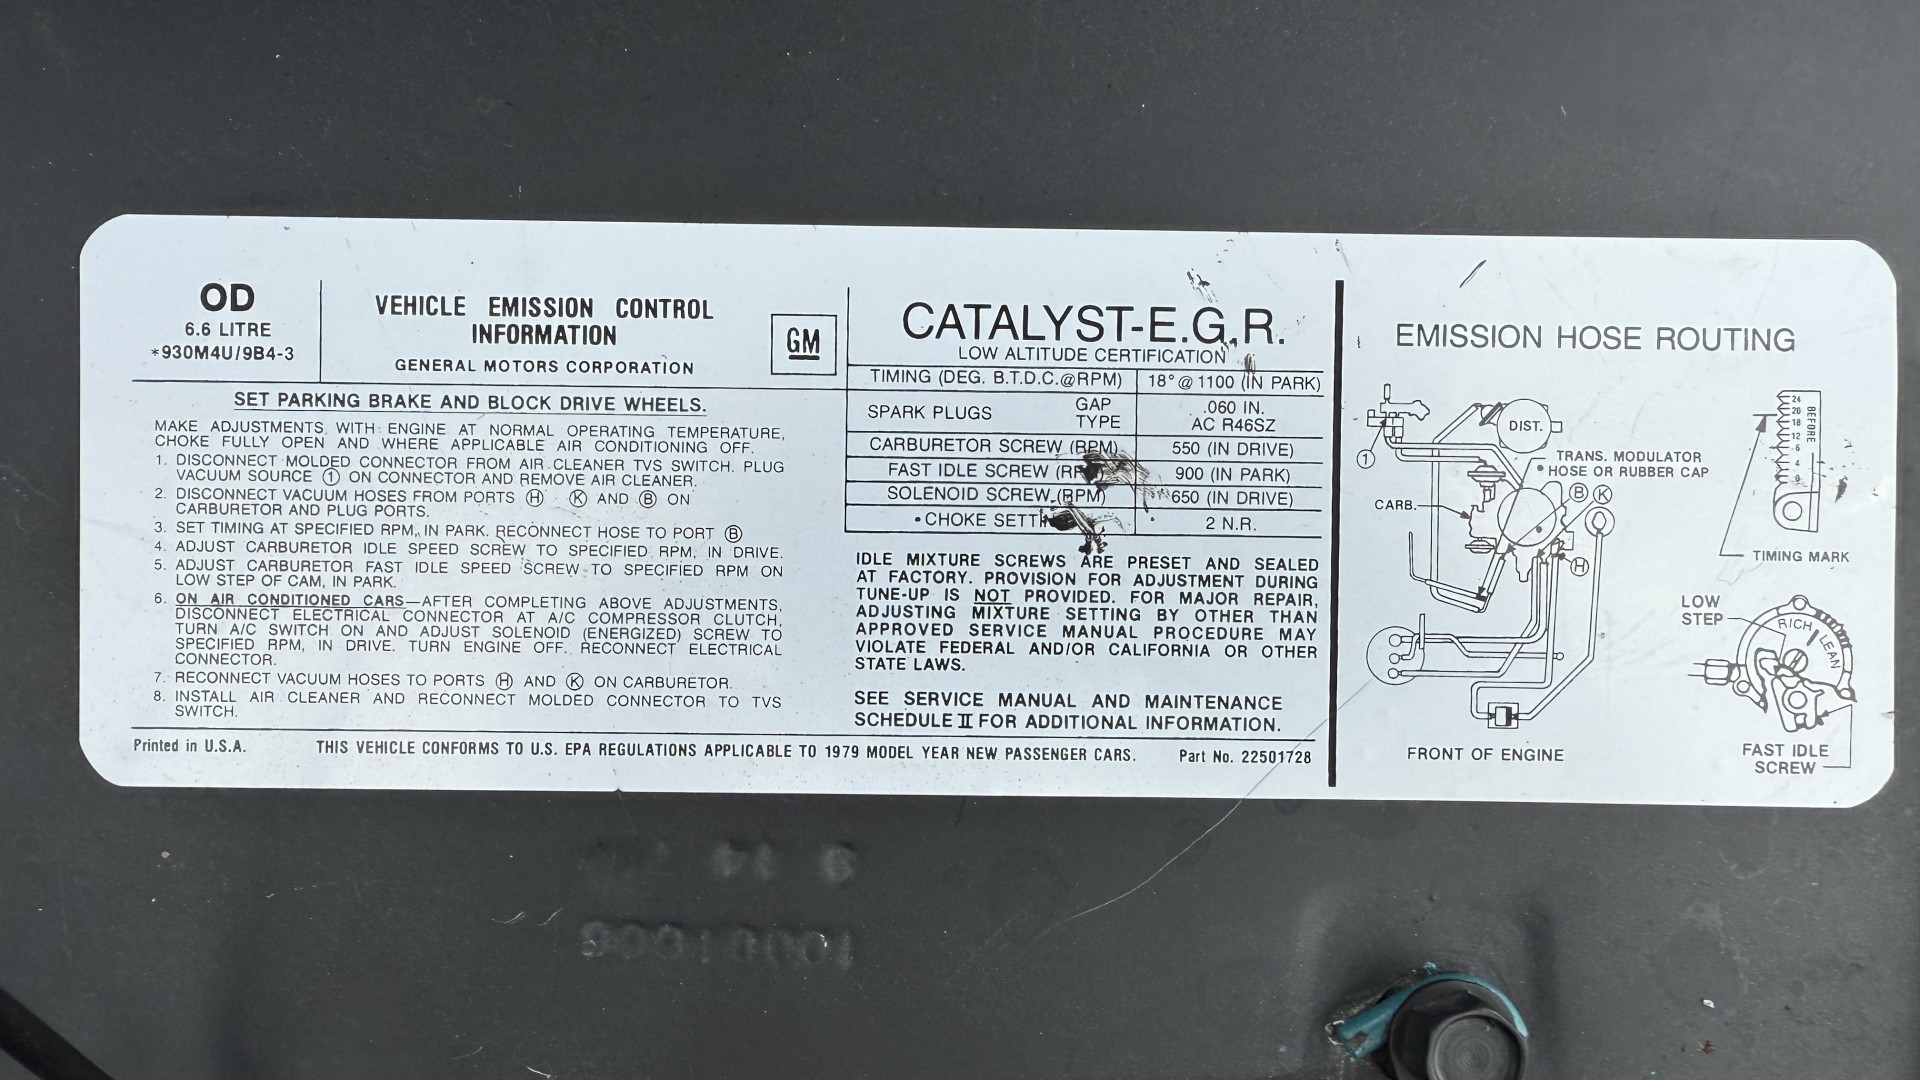 OD
6.6 LITRE
*930M4U/9B4-3
VEHICLE EMISSION CONTROL
INFORMATION
GENERAL MOTORS CORPORATION
GM
SET PARKING BRAKE AND BLOCK DRIVE WHEELS.
MAKE ADJUSTMENTS WITH ENGINE AT NORMAL OPERATING TEMPERATURE,
CHOKE FULLY OPEN AND WHERE APPLICABLE AIR CONDITIONING OFF.
1. DISCONNECT MOLDED CONNECTOR FROM AIR CLEANER TVS SWITCH. PLUG
VACUUM SOURCE ① ON CONNECTOR AND REMOVE AIR CLEANER.
2. DISCONNECT VACUUM HOSES FROM PORTS Ⓗ Ⓚ AND Ⓑ ON
CARBURETOR AND PLUG PORTS.
3. SET TIMING AT SPECIFIED RPM, IN PARK. RECONNECT HOSE TO PORT Ⓑ
4. ADJUST CARBURETOR IDLE SPEED SCREW TO SPECIFIED RPM, IN DRIVE.
5. ADJUST CARBURETOR FAST IDLE SPEED SCREW TO SPECIFIED RPM ON
LOW STEP OF CAM, IN PARK.
6. ON AIR CONDITIONED CARS—AFTER COMPLETING ABOVE ADJUSTMENTS,
DISCONNECT ELECTRICAL CONNECTOR AT A/C COMPRESSOR CLUTCH,
TURN A/C SWITCH ON AND ADJUST SOLENOID (ENERGIZED) SCREW TO
SPECIFIED RPM, IN DRIVE. TURN ENGINE OFF. RECONNECT ELECTRICAL
CONNECTOR.
7. RECONNECT VACUUM HOSES TO PORTS Ⓗ AND Ⓚ ON CARBURETOR.
8. INSTALL AIR CLEANER AND RECONNECT MOLDED CONNECTOR TO TVS
SWITCH.
CATALYST-E.G.R.
LOW ALTITUDE CERTIFICATION
TIMING (DEG. B.T.D.C.@RPM) 18° @ 1100 (IN PARK)
SPARK PLUGS GAP .060 IN.
TYPE AC R46SZ
CARBURETOR SCREW (RPM) 550 (IN DRIVE)
FAST IDLE SCREW (RPM) 900 (IN PARK)
SOLENOID SCREW (RPM) 650 (IN DRIVE)
• CHOKE 2 N.R.
IDLE MIXTURE SCREWS ARE PRESET AND SEALED
AT FACTORY. PROVISION FOR ADJUSTMENT DURING
TUNE-UP IS NOT PROVIDED. FOR MAJOR REPAIR,
ADJUSTING MIXTURE SETTING BY OTHER THAN
APPROVED SERVICE MANUAL PROCEDURE MAY
VIOLATE FEDERAL AND/OR CALIFORNIA OR OTHER
STATE LAWS.
SEE SERVICE MANUAL AND MAINTENANCE
SCHEDULE II FOR ADDITIONAL INFORMATION.
Printed in U.S.A. THIS VEHICLE CONFORMS TO U.S. EPA REGULATIONS APPLICABLE TO 1979 MODEL YEAR NEW PASSENGER CARS. Part No. 22501728
EMISSION HOSE ROUTING
DIST.
①
TRANS. MODULATOR
• HOSE OR RUBBER CAP
Ⓑ Ⓚ
CARB.
Ⓗ
FRONT OF ENGINE
24
20
18
12
6
4
0
BEFORE
TIMING MARK
LOW
STEP
RICH
LEAN
FAST IDLE
SCREW